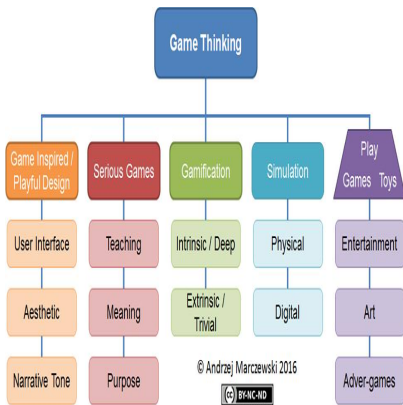 Game Thinking
Game Inspired /
Playful Design
Serious Games
Gamification
Simulation
Play
Games Toys
User Interface
Teaching
Intrinsic / Deep
Physical
Entertainment
Aesthetic
Meaning
Extrinsic /
Trivial
Digital
Art
Narrative Tone
Purpose
© Andrzej Marczewski 2016
cc BY-NC-ND
Adver-games